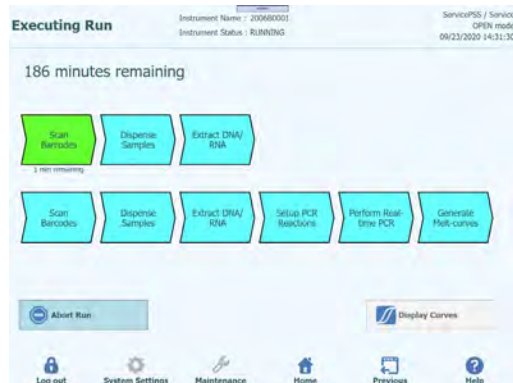 Executing Run
Instrument Name : 200680001
Instrument Status : RUNNING
ServicePSS / Service
OPEN mode
09/23/2020 14:31:30
186 minutes remaining
Scan Barcodes
Dispense Samples
Extract DNA/ RNA
1 min remaining
Scan Barcodes
Dispense Samples
Extract DNA/ RNA
Setup PCR Reactions
Perform Real- time PCR
Generate Melt-curves
Abort Run
Display Curves
Log out
System Settings
Maintenance
Home
Previous
Help